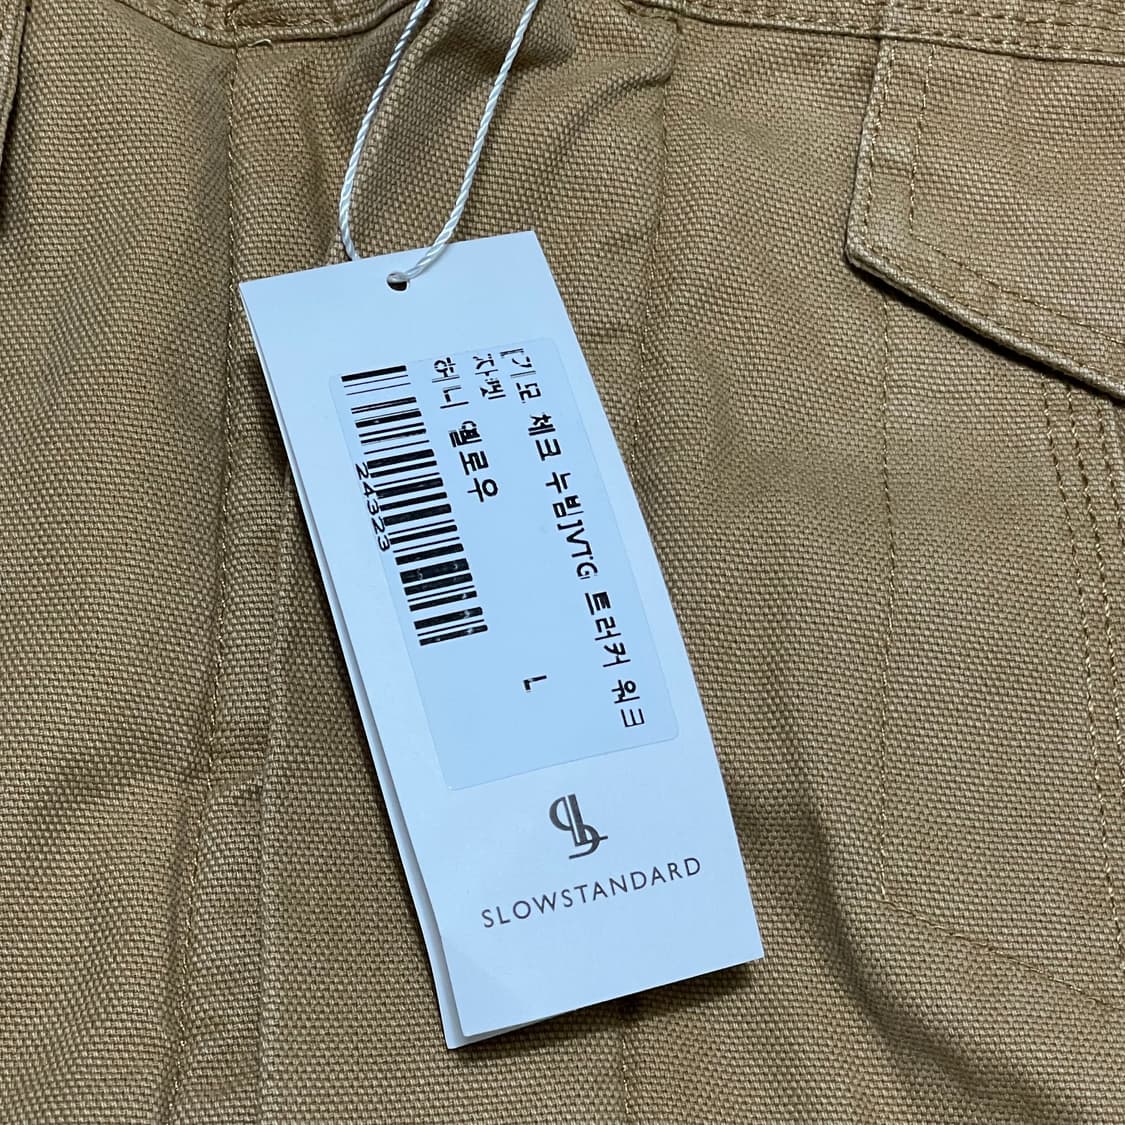 [기모 체크 누빔]VTG 트러커 워크
자켓
허니 옐로우 L
24323
SLOWSTANDARD